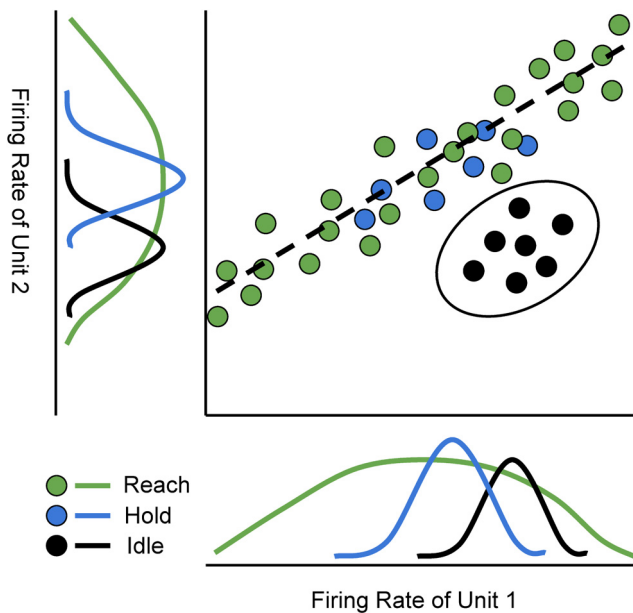 Firing Rate of Unit 2
Reach
Hold
Idle
Firing Rate of Unit 1